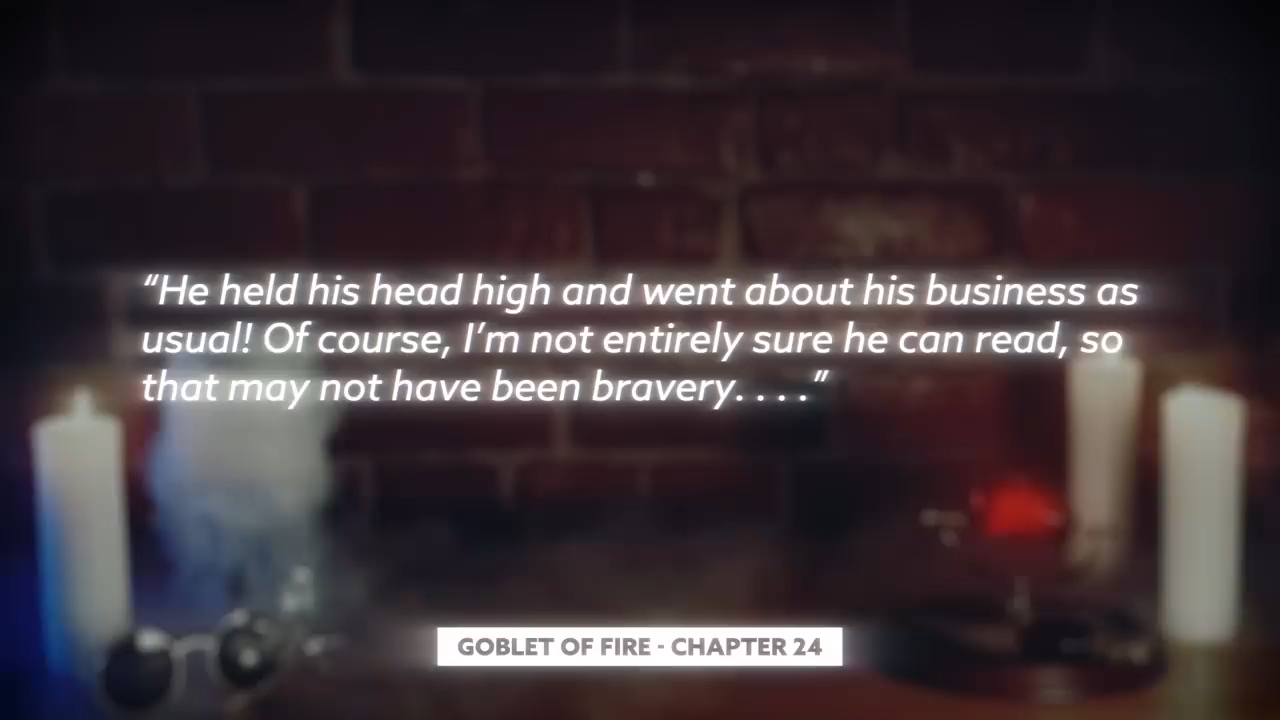 “He held his head high and went about his business as
usual! Of course, I’m not entirely sure he can read, so
that may not have been bravery. . . .”
GOBLET OF FIRE - CHAPTER 24